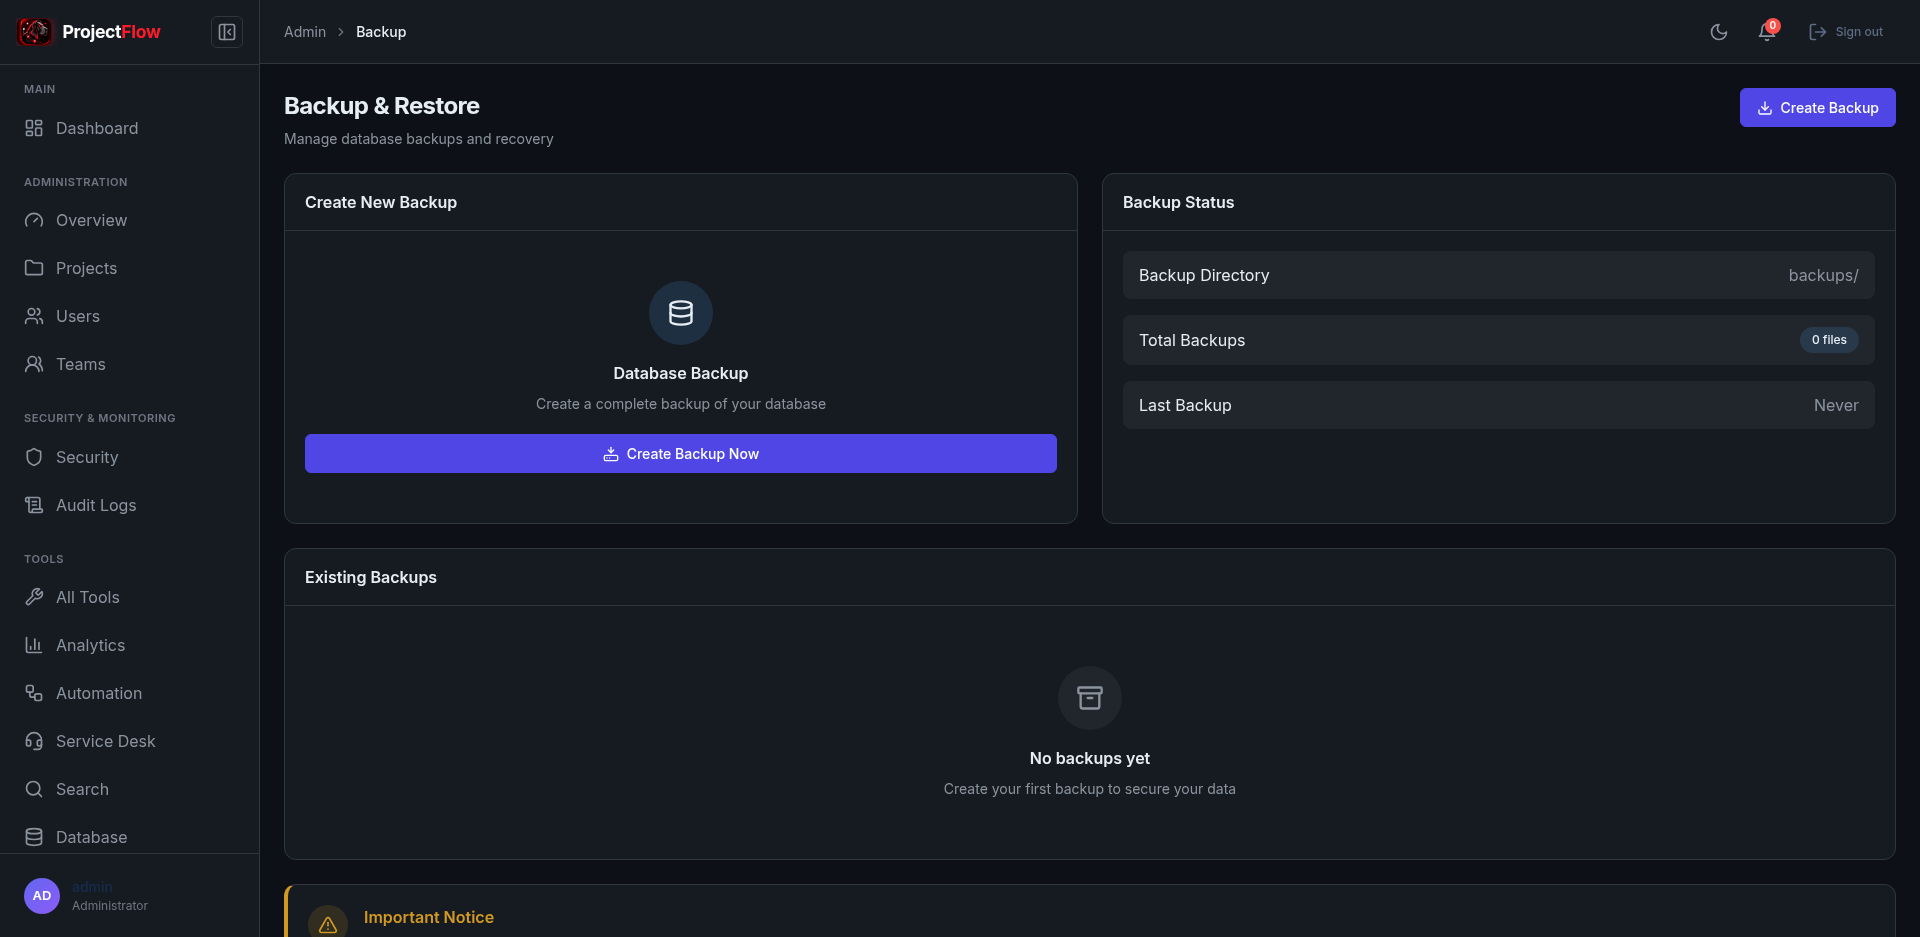 ProjectFlow
Admin
Backup
0
Sign out
MAIN
Dashboard
ADMINISTRATION
Overview
Projects
Users
Teams
SECURITY & MONITORING
Security
Audit Logs
TOOLS
All Tools
Analytics
Automation
Service Desk
Search
Database
AD
admin
Administrator
Backup & Restore
Manage database backups and recovery
Create Backup
Create New Backup
Database Backup
Create a complete backup of your database
Create Backup Now
Backup Status
Backup Directory
backups/
Total Backups
0 files
Last Backup
Never
Existing Backups
No backups yet
Create your first backup to secure your data
Important Notice